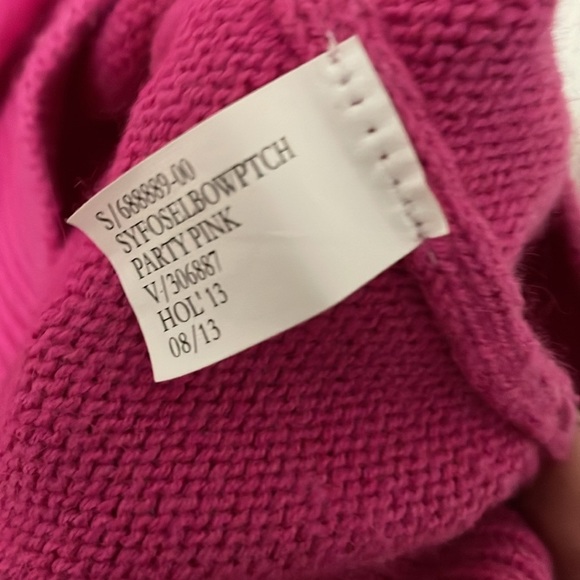 S/688889-00
SYFOSELBOWPTCH
PARTY PINK
V/306887
HOL' 13
08/13